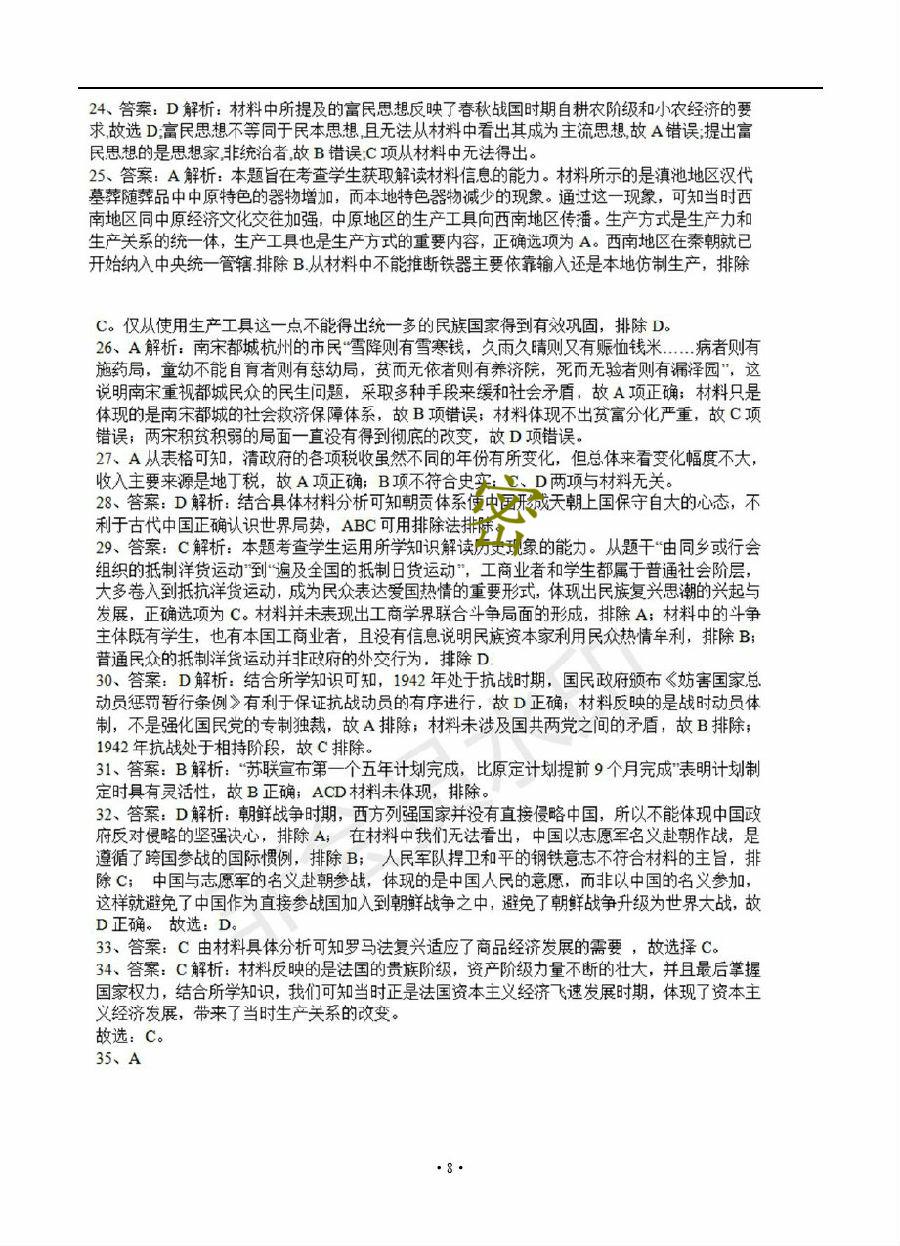 24、答案：D 解析：材料中所提及的富民思想反映了春秋战国时期自耕农阶级和小农经济的要
求,故选 D;富民思想不等同于民本思想,且无法从材料中看出其成为主流思想,故 A 错误;提出富
民思想的是思想家,非统治者,故 B 错误;C 项从材料中无法得出。
25、答案：A 解析：本题旨在考查学生获取解读材料信息的能力。材料所示的是滇池地区汉代
墓葬随葬品中中原特色的器物增加，而本地特色器物减少的现象。通过这一现象，可知当时西
南地区同中原经济文化交往加强，中原地区的生产工具向西南地区传播。生产方式是生产力和
生产关系的统一体，生产工具也是生产方式的重要内容，正确选项为 A。西南地区在秦朝就已
开始纳入中央统一管辖.排除 B.从材料中不能推断铁器主要依靠输入还是本地仿制生产，排除
C。仅从使用生产工具这一点不能得出统一多的民族国家得到有效巩固，排除 D。
26、A 解析：南宋都城杭州的市民“雪降则有雪寒钱，久雨久晴则又有赈恤钱米……病者则有
施药局，童幼不能自育者则有慈幼局，贫而无依者则有养济院，死而无验者则有漏泽园”，这
说明南宋重视都城民众的民生问题，采取多种手段来缓和社会矛盾，故 A 项正确；材料只是
体现的是南宋都城的社会救济保障体系，故 B 项错误；材料体现不出贫富分化严重，故 C 项
错误；两宋积贫积弱的局面一直没有得到彻底的改变，故 D 项错误。
27、A 从表格可知，清政府的各项税收虽然不同的年份有所变化，但总体来看变化幅度不大，
收入主要来源是地丁税，故 A 项正确；B 项不符合史实；C、D 两项与材料无关。
28、答案：D 解析：结合具体材料分析可知朝贡体系使中国形成天朝上国保守自大的心态，不
利于古代中国正确认识世界局势，ABC 可用排除法排除。
密
29、答案：C 解析：本题考查学生运用所学知识解读历史现象的能力。从题干“由同乡或行会
组织的抵制洋货运动”到“遍及全国的抵制日货运动”，工商业者和学生都属于普通社会阶层，
大多卷入到抵抗洋货运动，成为民众表达爱国热情的重要形式，体现出民族复兴思潮的兴起与
发展，正确选项为 C。材料并未表现出工商学界联合斗争局面的形成，排除 A；材料中的斗争
主体既有学生，也有本国工商业者，且没有信息说明民族资本家利用民众热情牟利，排除 B；
普通民众的抵制洋货运动并非政府的外交行为．排除 D.
30、答案：D 解析：结合所学知识可知，1942 年处于抗战时期，国民政府颁布《妨害国家总
动员惩罚暂行条例》有利于保证抗战动员的有序进行，故 D 正确；材料反映的是战时动员体
制，不是强化国民党的专制独裁，故 A 排除；材料未涉及国共两党之间的矛盾，故 B 排除；
1942 年抗战处于相持阶段，故 C 排除。
31、答案：B 解析：“苏联宣布第一个五年计划完成，比原定计划提前 9 个月完成”表明计划制
定时具有灵活性，故 B 正确；ACD 材料未体现，排除。
32、答案：D 解析：朝鲜战争时期，西方列强国家并没有直接侵略中国，所以不能体现中国政
府反对侵略的坚强决心，排除 A； 在材料中我们无法看出，中国以志愿军名义赴朝作战，是
遵循了跨国参战的国际惯例，排除 B； 人民军队捍卫和平的钢铁意志不符合材料的主旨，排
除 C； 中国与志愿军的名义赴朝参战，体现的是中国人民的意愿，而非以中国的名义参加，
这样就避免了中国作为直接参战国加入到朝鲜战争之中，避免了朝鲜战争升级为世界大战，故
D 正确。 故选：D。
33、答案：C 由材料具体分析可知罗马法复兴适应了商品经济发展的需要 ，故选择 C。
34、答案：C 解析：材料反映的是法国的贵族阶级，资产阶级力量不断的壮大，并且最后掌握
国家权力，结合所学知识，我们可知当时正是法国资本主义经济飞速发展时期，体现了资本主
义经济发展，带来了当时生产关系的改变。
故选：C。
35、A
非会员水印
·8·